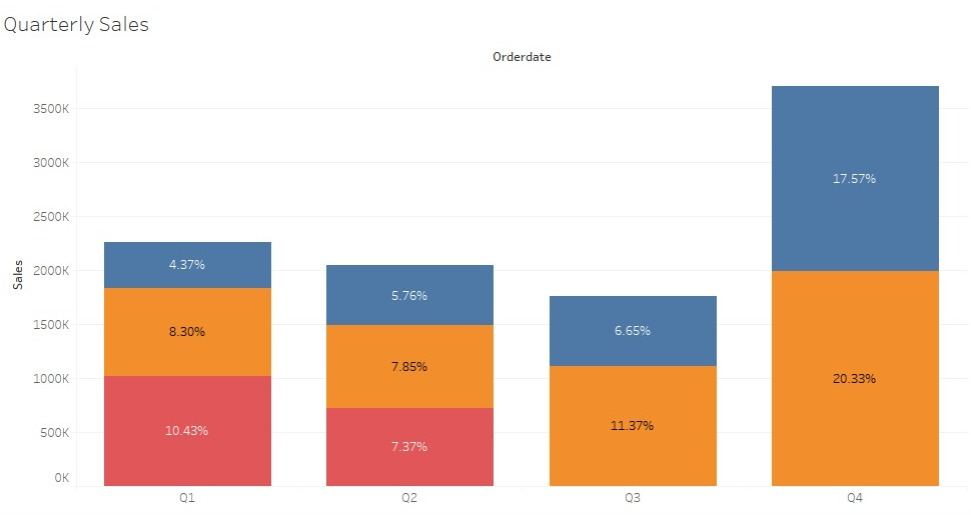 Quarterly Sales
Orderdate
3500K
3000K
2500K
2000K
1500K
1000K
500K
0K
Sales
4.37%
8.30%
10.43%
5.76%
7.85%
7.37%
6.65%
11.37%
17.57%
20.33%
Q1 Q2 Q3 Q4